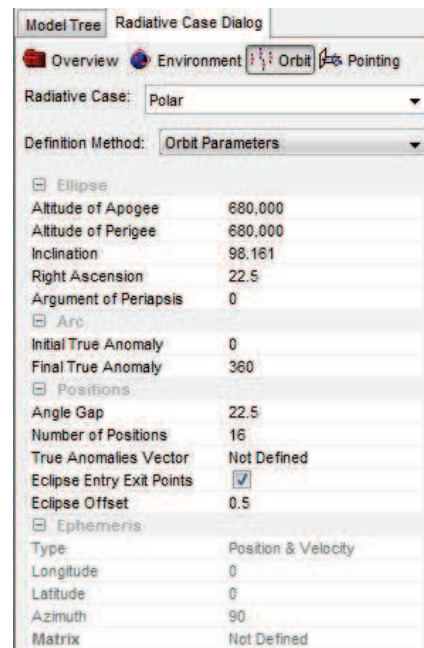 Model Tree Radiative Case Dialog
Overview Environment Orbit Pointing
Radiative Case: Polar
Definition Method: Orbit Parameters
Ellipse
Altitude of Apogee 680,000
Altitude of Perigee 680,000
Inclination 98.161
Right Ascension 22.5
Argument of Periapsis 0
Arc
Initial True Anomaly 0
Final True Anomaly 360
Positions
Angle Gap 22.5
Number of Positions 16
True Anomalies Vector Not Defined
Eclipse Entry Exit Points
Eclipse Offset 0.5
Ephemeris
Type Position & Velocity
Longitude 0
Latitude 0
Azimuth 90
Matrix Not Defined